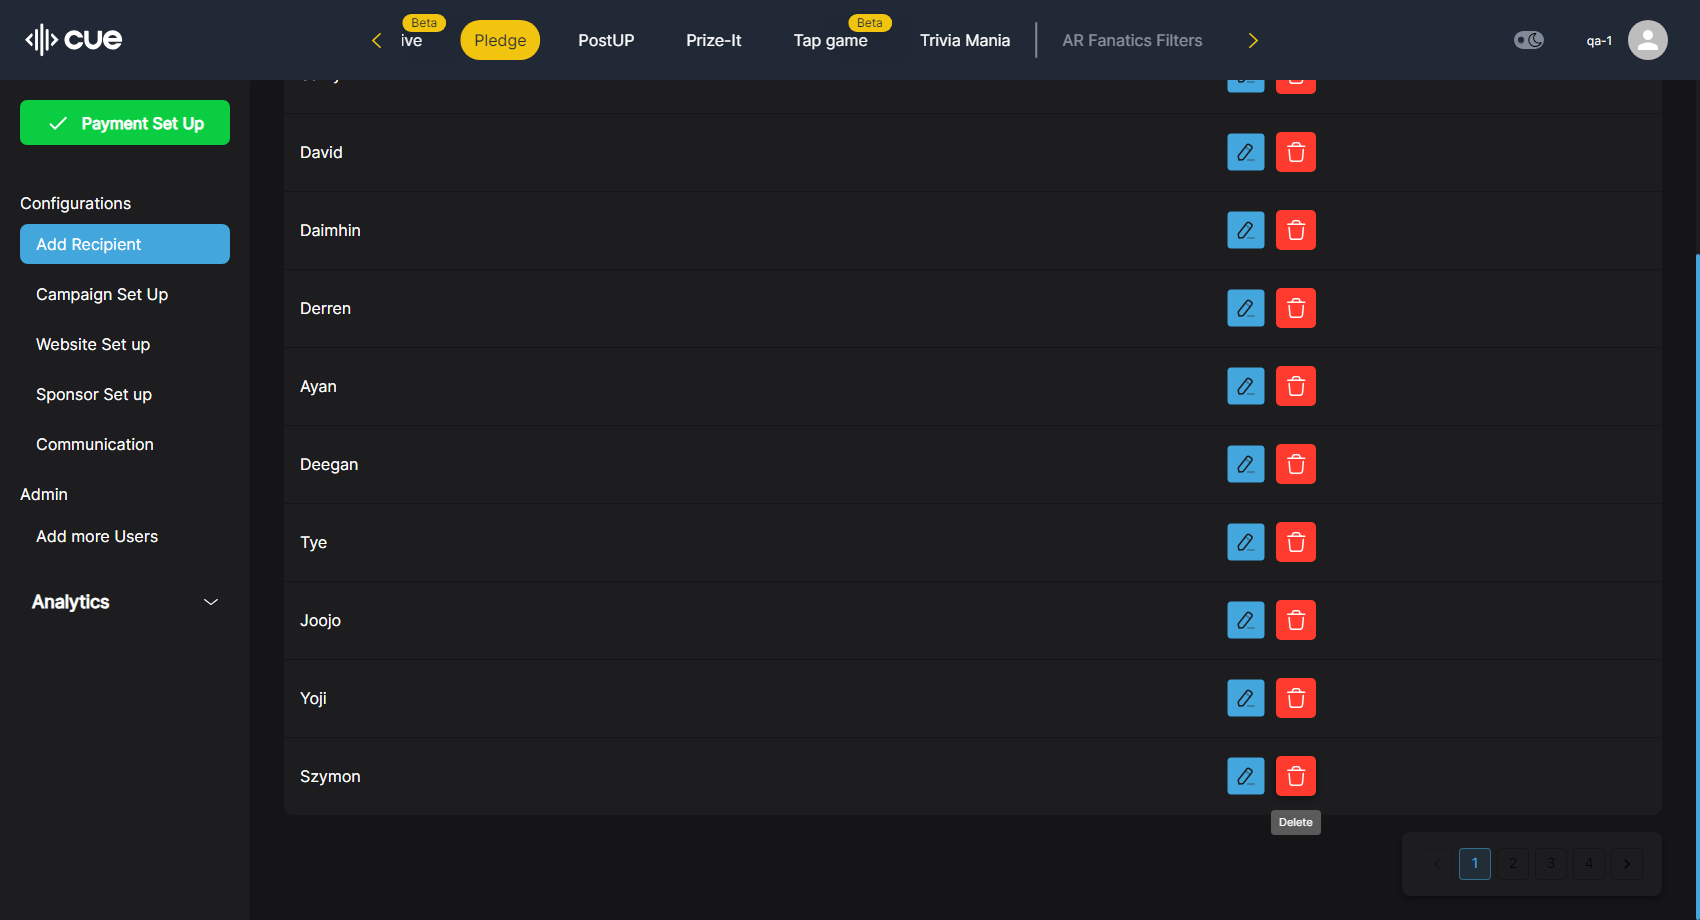 cue
Beta
ive
Pledge
PostUP
Prize-It
Beta
Tap game
Trivia Mania
AR Fanatics Filters
qa-1
Payment Set Up
Configurations
Add Recipient
Campaign Set Up
Website Set up
Sponsor Set up
Communication
Admin
Add more Users
Analytics
David
Daimhin
Derren
Ayan
Deegan
Tye
Joojo
Yoji
Szymon
Delete
1 2 3 4